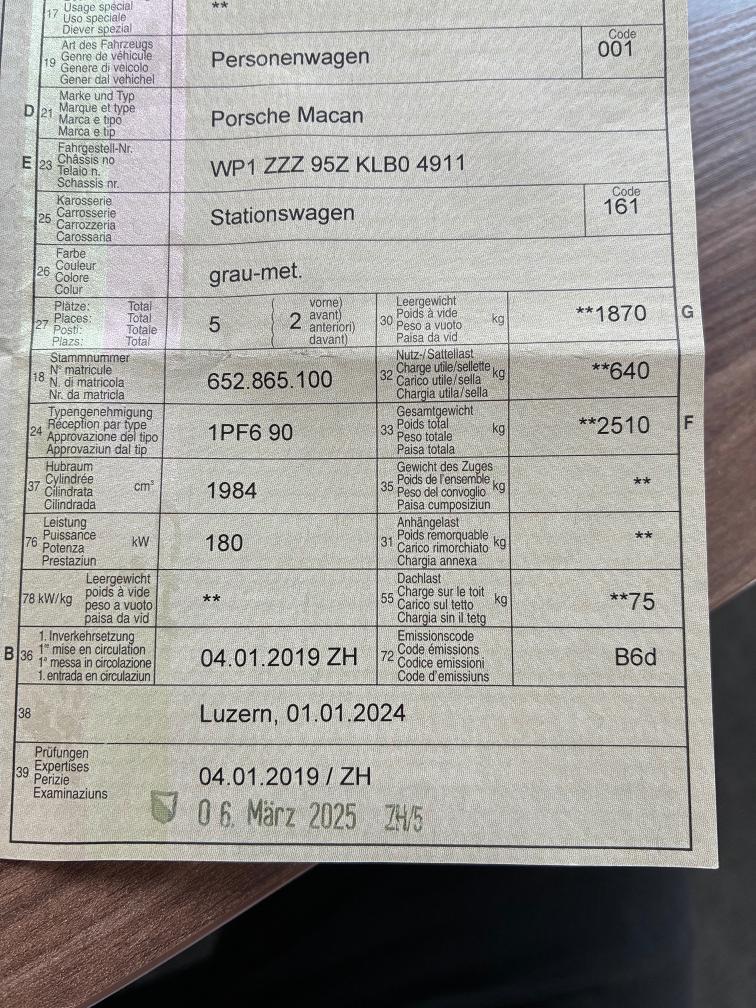 17 Usage spécial **
Uso speciale
Diever spezial
19 Art des Fahrzeugs
Genre de véhicule
Genere di veicolo
Gener dal vehichel
Personenwagen
Code
001
D 21 Marke und Typ
Marque et type
Marca e tipo
Marca e tip
Porsche Macan
E 23 Fahrgestell-Nr.
Châssis no
Telaio n.
Schassis nr.
WP1 ZZZ 95Z KLB0 4911
25 Karosserie
Carrosserie
Carrozzeria
Carossaria
Stationswagen
Code
161
26 Farbe
Couleur
Colore
Colur
grau-met.
27 Plätze: Total
Places: Total
Posti: Totale
Plazs: Total
5
2
vorne)
avant)
anteriori)
davant)
30 Leergewicht
Poids à vide
Peso a vuoto
Paisa da vid
kg
**1870
G
18 Stammnummer
N° matricule
N. di matricola
Nr. da matricla
652.865.100
32 Nutz-/Sattellast
Charge utile/sellette
Carico utile/sella
Chargia utila/sella
kg
**640
24 Typengenehmigung
Réception par type
Approvazione del tipo
Approvaziun dal tip
1PF6 90
33 Gesamtgewicht
Poids total
Peso totale
Paisa totala
kg
**2510
F
37 Hubraum
Cylindrée
Cilindrata
Cilindrada
cm³
1984
35 Gewicht des Zuges
Poids de l'ensemble
Peso del convoglio
Paisa cumposiziun
kg
**
76 Leistung
Puissance
Potenza
Prestaziun
kW
180
31 Anhängelast
Poids remorquable
Carico rimorchiato
Chargia annexa
kg
**
78 kW/kg
Leergewicht
poids à vide
peso a vuoto
paisa da vid
**
55 Dachlast
Charge sur le toit
Carico sul tetto
Chargia sin il tetg
kg
**75
B 36 1. Inverkehrsetzung
1re mise en circulation
1a messa in circolazione
1. entrada en circulaziun
04.01.2019 ZH
72 Emissionscode
Code émissions
Codice emissioni
Code d'emissiuns
B6d
38
Luzern, 01.01.2024
39 Prüfungen
Expertises
Perizie
Examinaziuns
04.01.2019 / ZH
06. März 2025 ZH/5